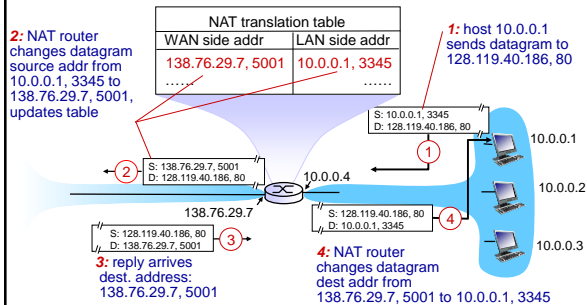 NAT translation table
WAN side addr LAN side addr
138.76.29.7, 5001 10.0.0.1, 3345
...... ......
2: NAT router
changes datagram
source addr from
10.0.0.1, 3345 to
138.76.29.7, 5001,
updates table
1: host 10.0.0.1
sends datagram to
128.119.40.186, 80
S: 10.0.0.1, 3345
D: 128.119.40.186, 80
1
10.0.0.1
S: 138.76.29.7, 5001
D: 128.119.40.186, 80
2
10.0.0.4
10.0.0.2
138.76.29.7
S: 128.119.40.186, 80
D: 10.0.0.1, 3345
4
S: 128.119.40.186, 80
D: 138.76.29.7, 5001
3
10.0.0.3
3: reply arrives
dest. address:
138.76.29.7, 5001
4: NAT router
changes datagram
dest addr from
138.76.29.7, 5001 to 10.0.0.1, 3345